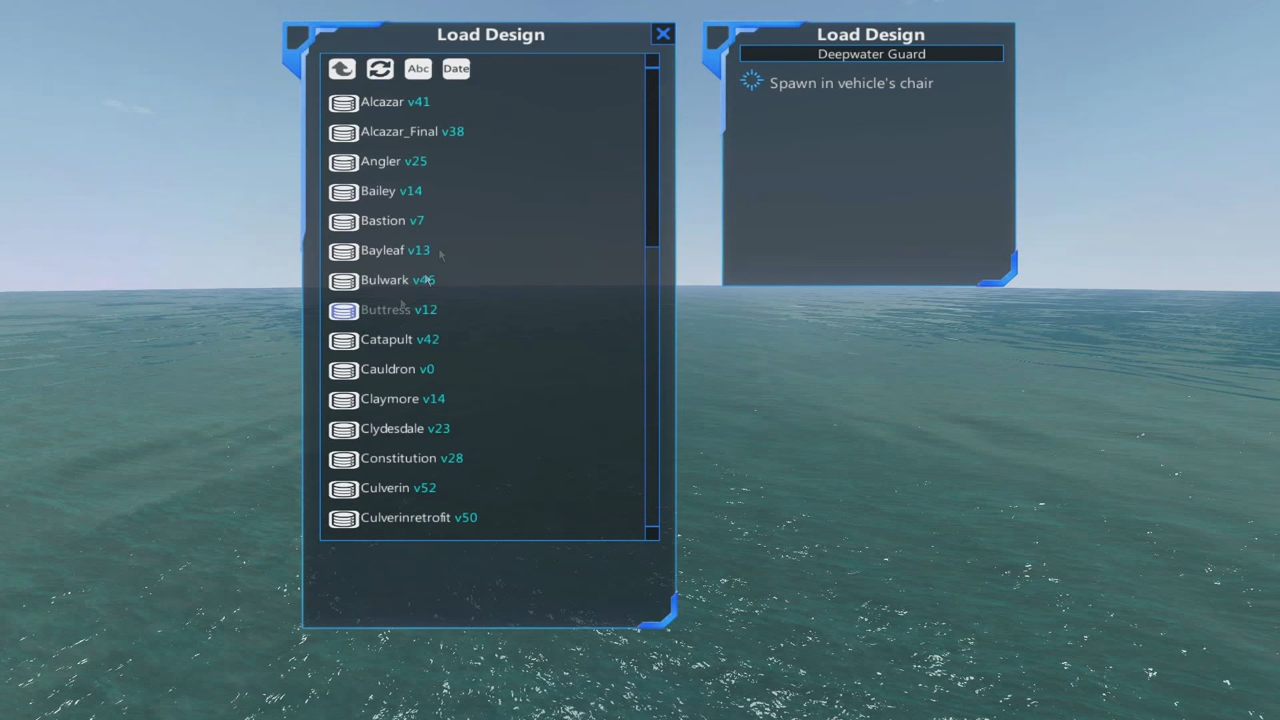 Load Design
Abc Date
Alcazar v41
Alcazar_Final v38
Angler v25
Bailey v14
Bastion v7
Bayleaf v13
Bulwark v46
Buttress v12
Catapult v42
Cauldron v0
Claymore v14
Clydesdale v23
Constitution v28
Culverin v52
Culverinretrofit v50
Load Design
Deepwater Guard
Spawn in vehicle's chair